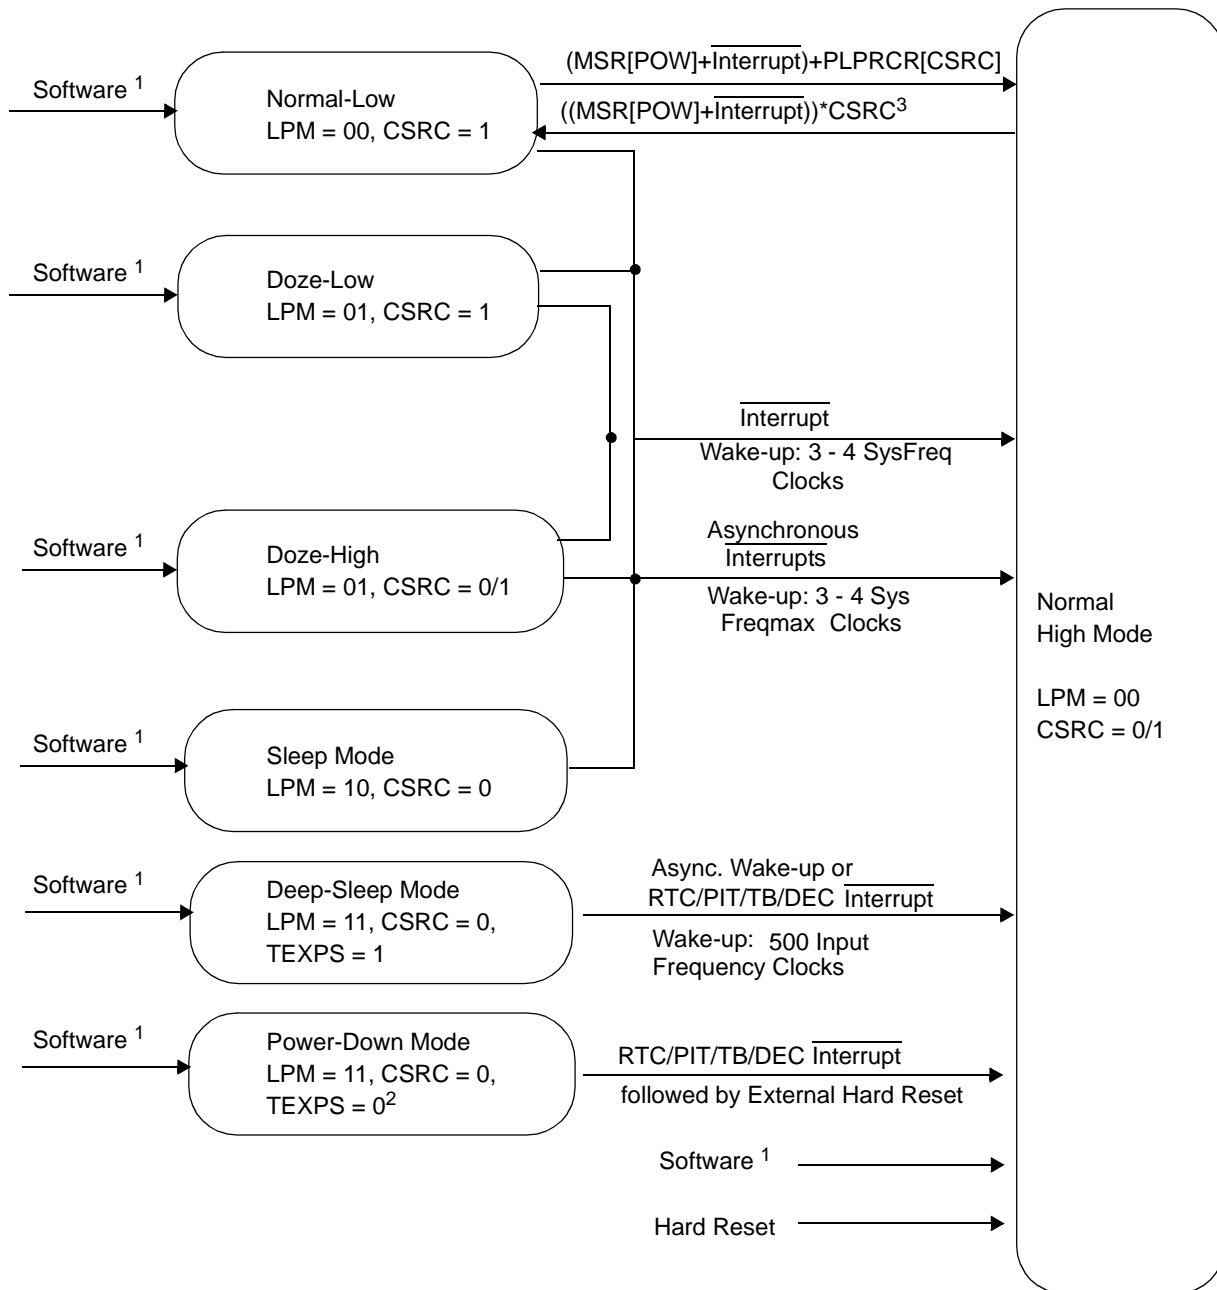 (MSR[POW]+Interrupt)+PLPRCR[CSRC]
Software 1
Normal-Low
LPM = 00, CSRC = 1
((MSR[POW]+Interrupt))*CSRC3
Software 1
Doze-Low
LPM = 01, CSRC = 1
Interrupt
Wake-up: 3 - 4 SysFreq
Clocks
Software 1
Doze-High
LPM = 01, CSRC = 0/1
Asynchronous
Interrupts
Wake-up: 3 - 4 Sys
Freqmax Clocks
Normal
High Mode
LPM = 00
CSRC = 0/1
Software 1
Sleep Mode
LPM = 10, CSRC = 0
Software 1
Deep-Sleep Mode
LPM = 11, CSRC = 0,
TEXPS = 1
Async. Wake-up or
RTC/PIT/TB/DEC Interrupt
Wake-up: 500 Input
Frequency Clocks
Software 1
Power-Down Mode
LPM = 11, CSRC = 0,
TEXPS = 02
RTC/PIT/TB/DEC Interrupt
followed by External Hard Reset
Software 1
Hard Reset